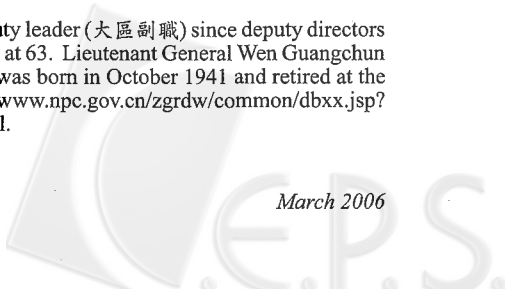 ty leader (大區副職) since deputy directors
at 63. Lieutenant General Wen Guangchun
was born in October 1941 and retired at the
www.npc.gov.cn/zgrdw/common/dbxx.jsp?
March 2006
C.E.P.S.